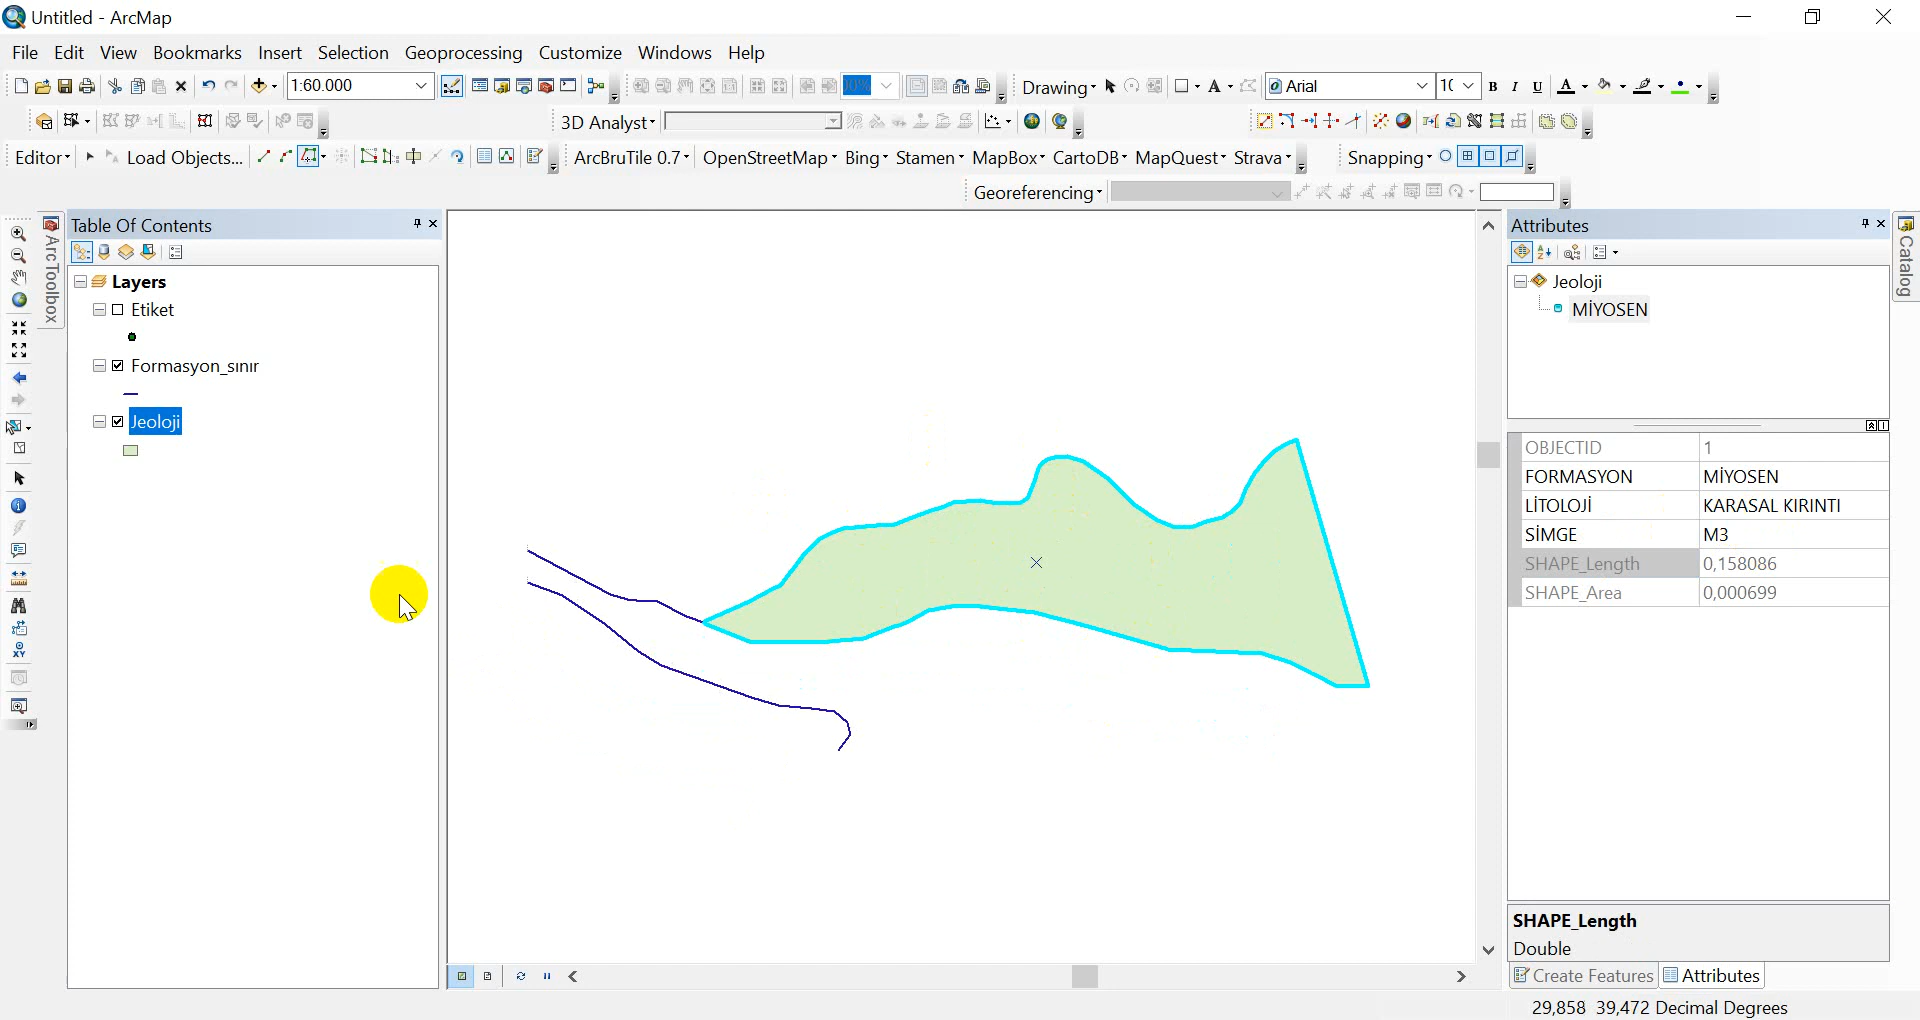 Untitled - ArcMap
File Edit View Bookmarks Insert Selection Geoprocessing Customize Windows Help
1:60.000 Drawing Arial 10 B I U A
3D Analyst
Editor Load Objects... ArcBruTile 0.7 OpenStreetMap Bing Stamen MapBox CartoDB MapQuest Strava Snapping
Georeferencing
Table Of Contents
ArcToolbox
Layers
Etiket
Formasyon_sınır
Jeoloji
Attributes
Catalog
Jeoloji
MİYOSEN
OBJECTID 1
FORMASYON MİYOSEN
LİTOLOJİ KARASAL KIRINTI
SİMGE M3
SHAPE_Length 0,158086
SHAPE_Area 0,000699
SHAPE_Length
Double
Create Features Attributes
29,858 39,472 Decimal Degrees